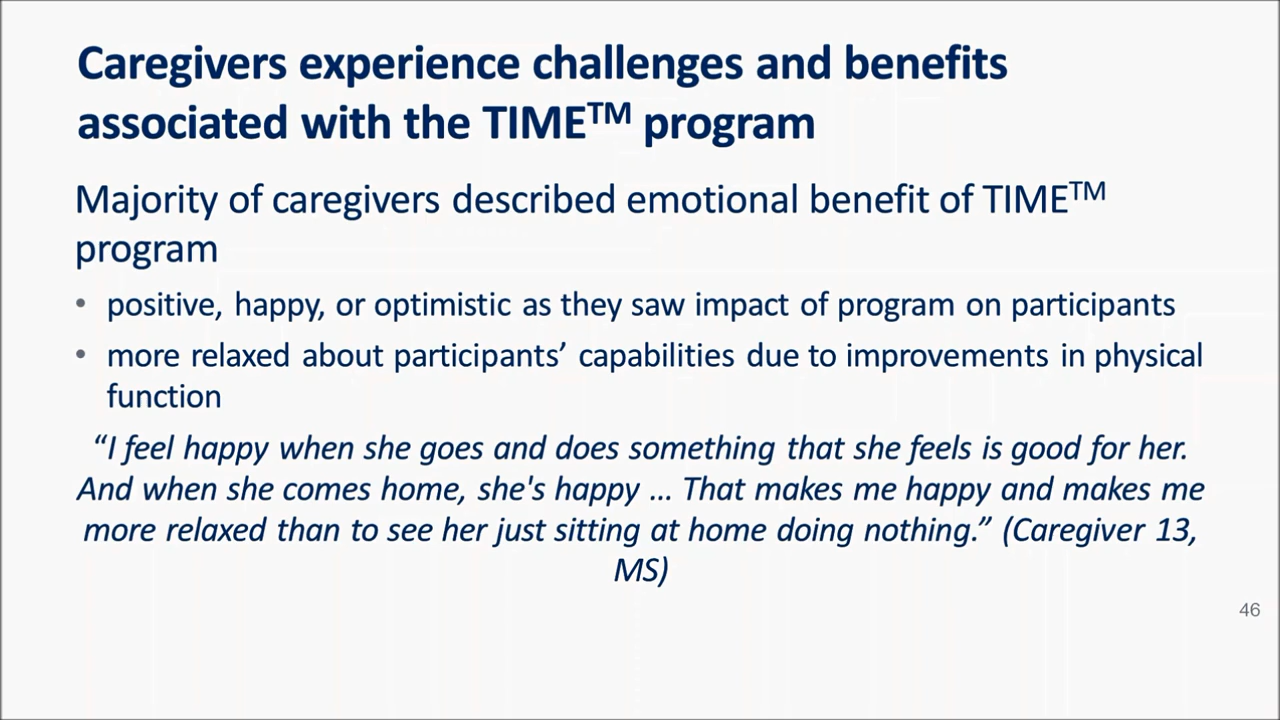 Caregivers experience challenges and benefits
associated with the TIME™ program
Majority of caregivers described emotional benefit of TIME™
program
• positive, happy, or optimistic as they saw impact of program on participants
• more relaxed about participants’ capabilities due to improvements in physical
function
“I feel happy when she goes and does something that she feels is good for her.
And when she comes home, she's happy ... That makes me happy and makes me
more relaxed than to see her just sitting at home doing nothing.” (Caregiver 13,
MS)
46